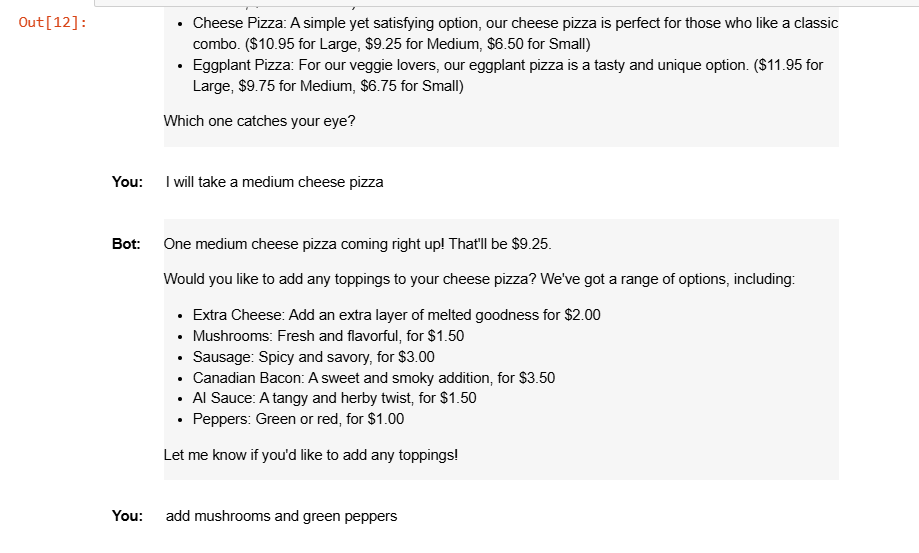 Out[12]:
• Cheese Pizza: A simple yet satisfying option, our cheese pizza is perfect for those who like a classic
combo. ($10.95 for Large, $9.25 for Medium, $6.50 for Small)
• Eggplant Pizza: For our veggie lovers, our eggplant pizza is a tasty and unique option. ($11.95 for
Large, $9.75 for Medium, $6.75 for Small)
Which one catches your eye?
You: I will take a medium cheese pizza
Bot: One medium cheese pizza coming right up! That'll be $9.25.
Would you like to add any toppings to your cheese pizza? We've got a range of options, including:
• Extra Cheese: Add an extra layer of melted goodness for $2.00
• Mushrooms: Fresh and flavorful, for $1.50
• Sausage: Spicy and savory, for $3.00
• Canadian Bacon: A sweet and smoky addition, for $3.50
• AI Sauce: A tangy and herby twist, for $1.50
• Peppers: Green or red, for $1.00
Let me know if you'd like to add any toppings!
You: add mushrooms and green peppers